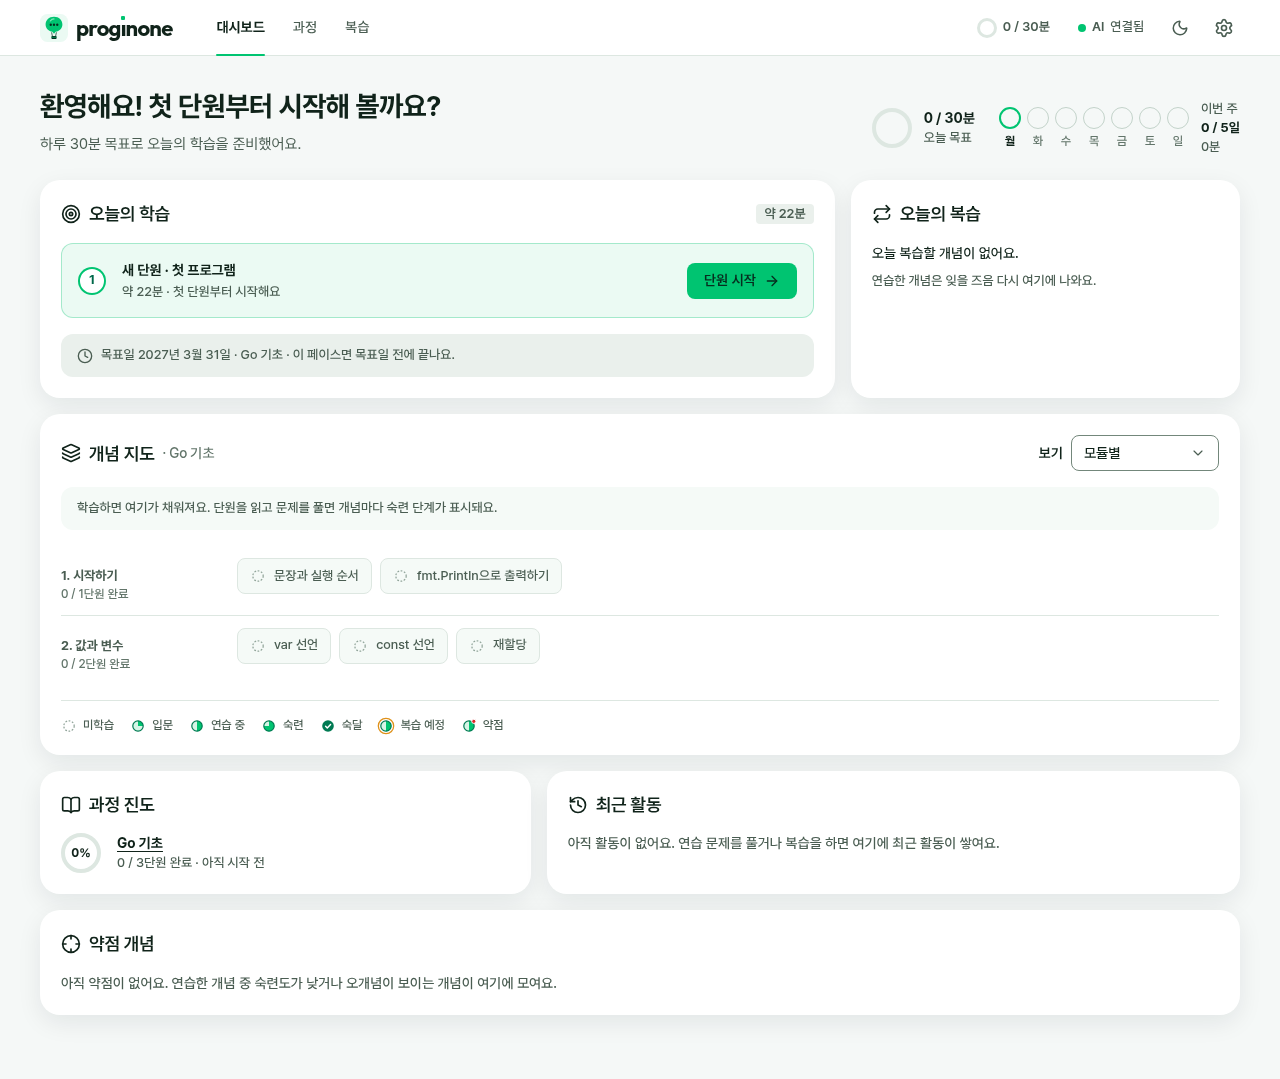 proginone
대시보드
과정
복습
0 / 30분
AI 연결됨
환영해요! 첫 단원부터 시작해 볼까요?
하루 30분 목표로 오늘의 학습을 준비했어요.
0 / 30분
오늘 목표
월 화 수 목 금 토 일
이번 주
0 / 5일
0분
오늘의 학습
약 22분
1
새 단원 · 첫 프로그램
약 22분 · 첫 단원부터 시작해요
단원 시작
목표일 2027년 3월 31일 · Go 기초 · 이 페이스면 목표일 전에 끝나요.
오늘의 복습
오늘 복습할 개념이 없어요.
연습한 개념은 잊을 즈음 다시 여기에 나와요.
개념 지도 · Go 기초
보기
모듈별
학습하면 여기가 채워져요. 단원을 읽고 문제를 풀면 개념마다 숙련 단계가 표시돼요.
1. 시작하기
0 / 1단원 완료
문장과 실행 순서
fmt.Println으로 출력하기
2. 값과 변수
0 / 2단원 완료
var 선언
const 선언
재할당
미학습
입문
연습 중
숙련
숙달
복습 예정
약점
과정 진도
0%
Go 기초
0 / 3단원 완료 · 아직 시작 전
최근 활동
아직 활동이 없어요. 연습 문제를 풀거나 복습을 하면 여기에 최근 활동이 쌓여요.
약점 개념
아직 약점이 없어요. 연습한 개념 중 숙련도가 낮거나 오개념이 보이는 개념이 여기에 모여요.